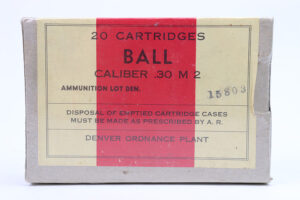 20 CARTRIDGES
BALL
CALIBER .30 M 2
AMMUNITION LOT DEN. 15803
DISPOSAL OF EMPTIED CARTRIDGE CASES
MUST BE MADE AS PRESCRIBED BY A. R.
DENVER ORDNANCE PLANT